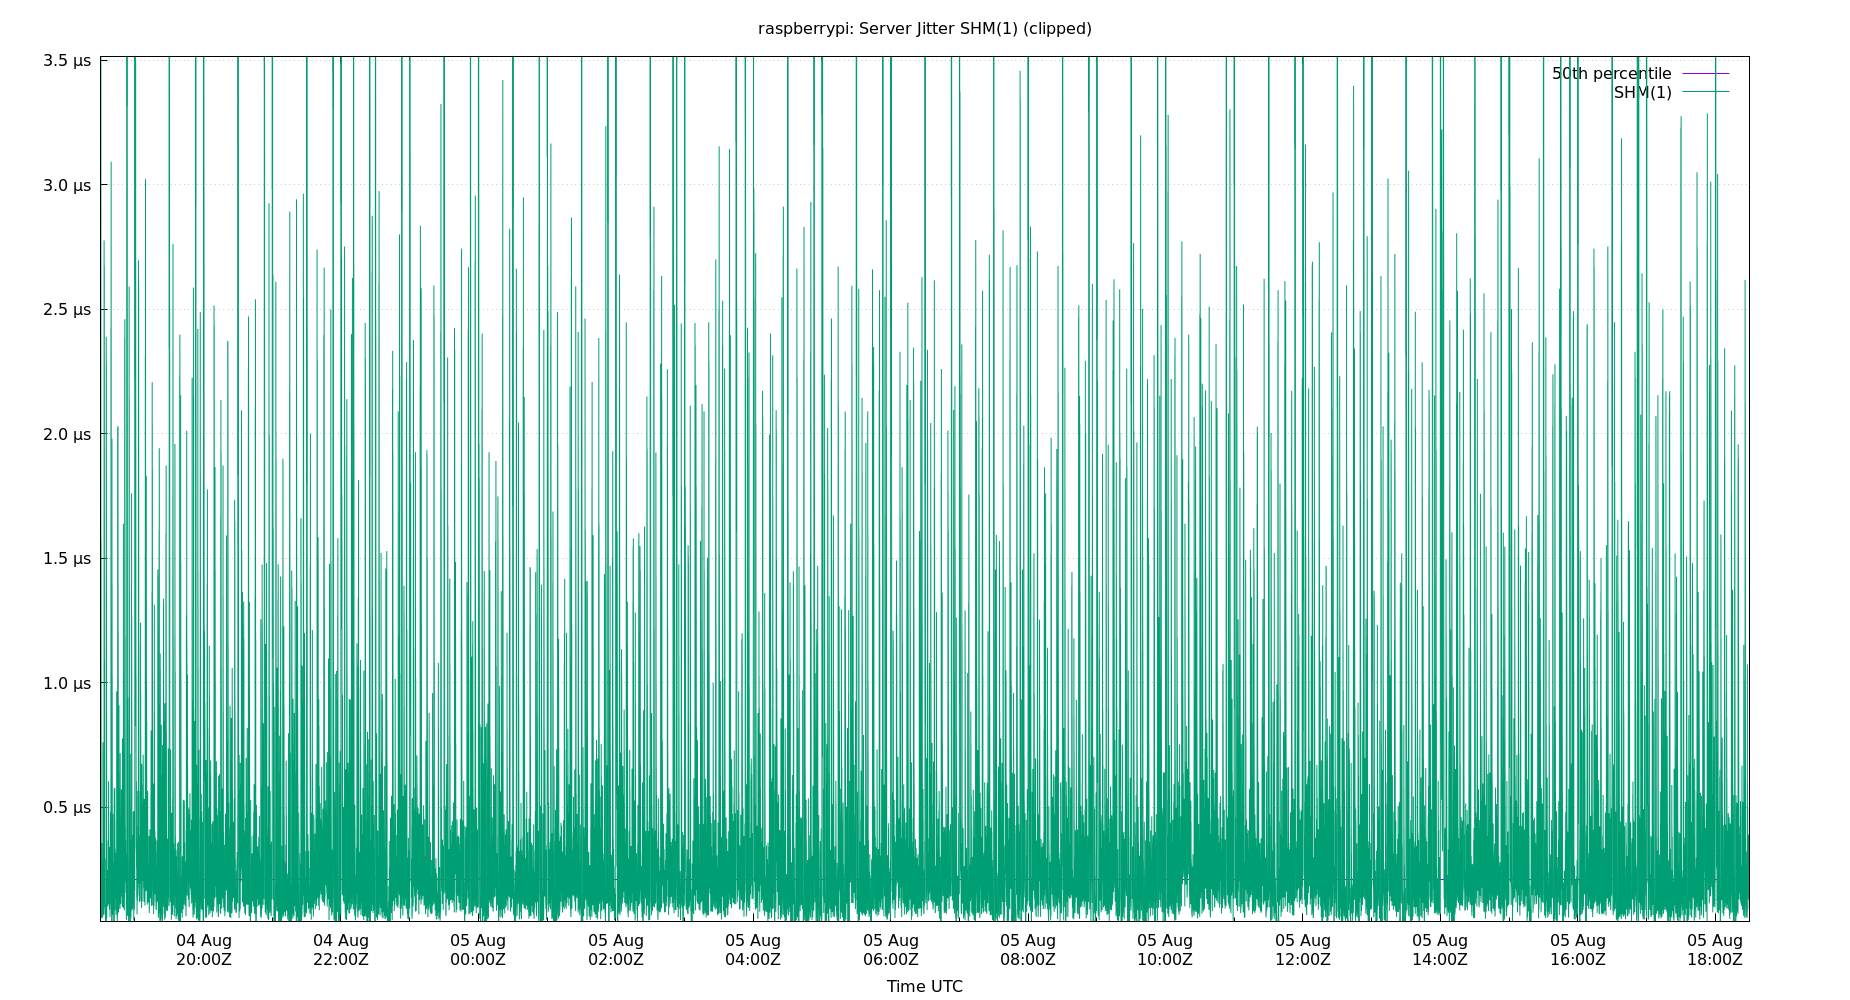 raspberrypi: Server Jitter SHM(1) (clipped)
3.5 µs
3.0 µs
2.5 µs
2.0 µs
1.5 µs
1.0 µs
0.5 µs
50th percentile
SHM(1)
04 Aug 04 Aug 05 Aug 05 Aug 05 Aug 05 Aug 05 Aug 05 Aug 05 Aug 05 Aug 05 Aug 05 Aug
20:00Z 22:00Z 00:00Z 02:00Z 04:00Z 06:00Z 08:00Z 10:00Z 12:00Z 14:00Z 16:00Z 18:00Z
Time UTC